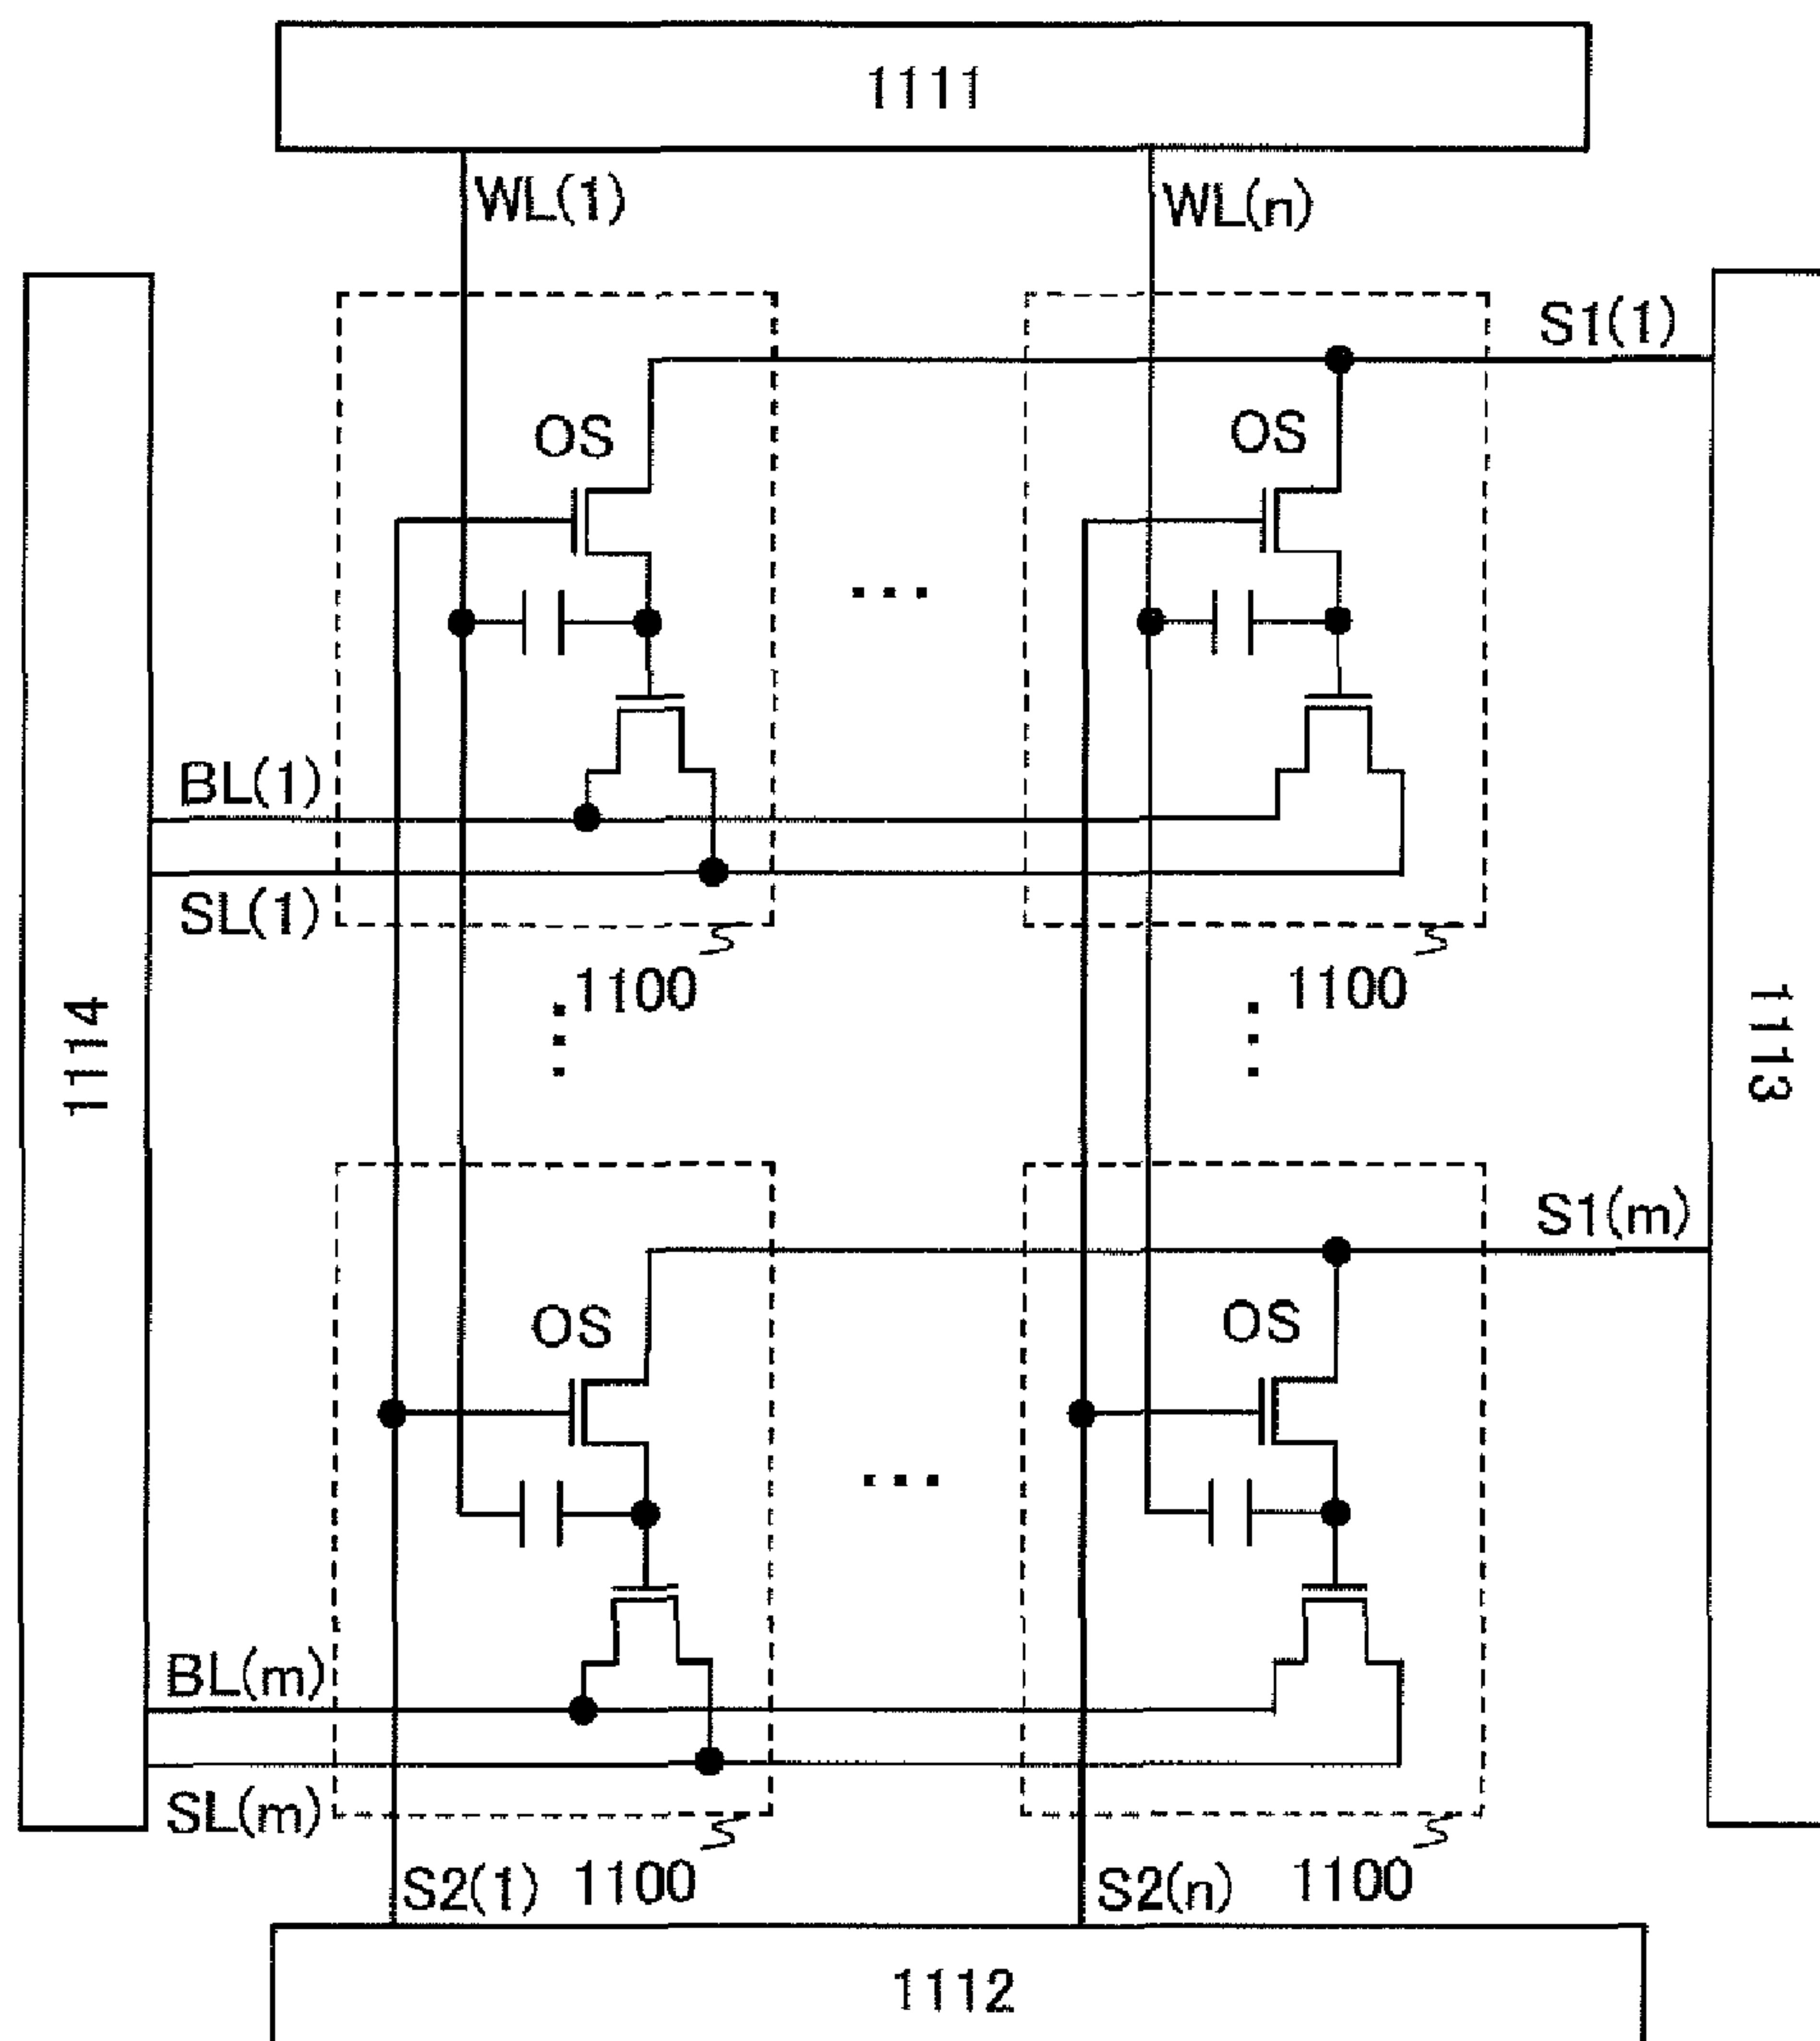 1111
WL(1)
WL(n)
S1(1)
OS
OS
...
BL(1)
SL(1)
1100
1100
1114
1113
S1(m)
OS
OS
...
BL(m)
SL(m)
S2(1)
1100
S2(n)
1100
1112